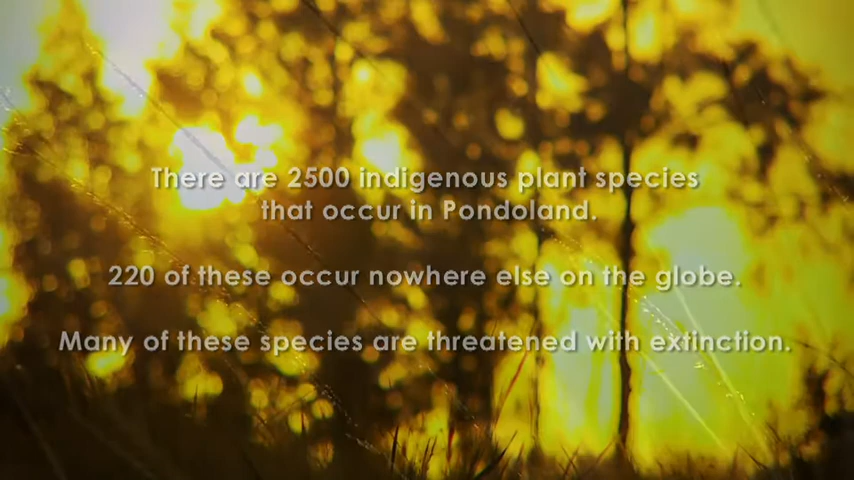 There are 2500 indigenous plant species
that occur in Pondoland.
220 of these occur nowhere else on the globe.
Many of these species are threatened with extinction.